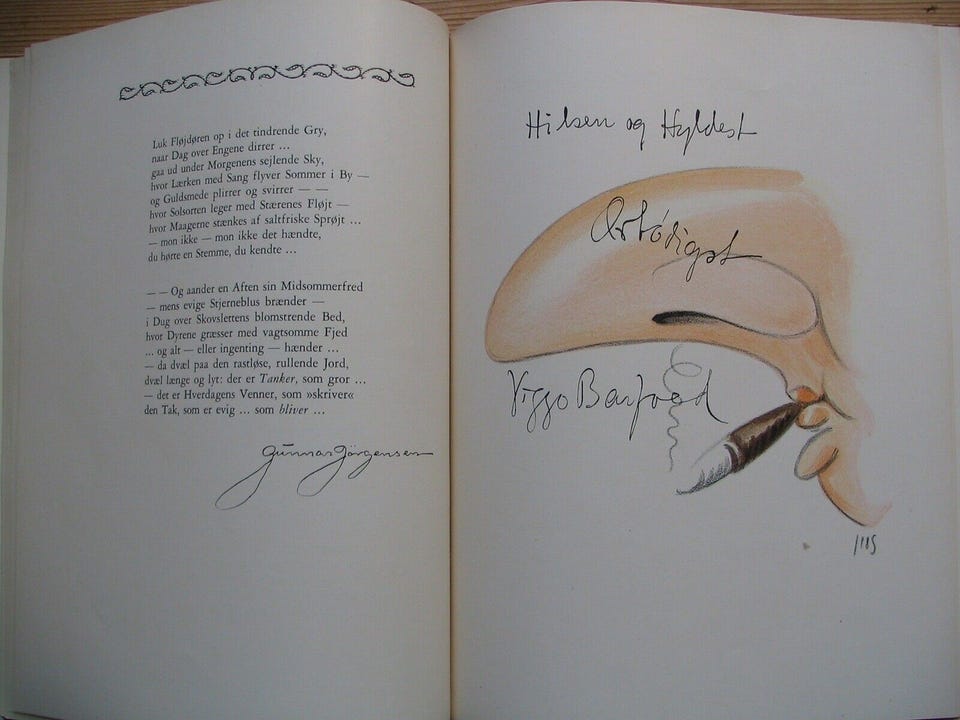 Luk Fløjdøren op i det tindrende Gry,
naar Dag over Engene dirrer ...
gaa ud under Morgenens sejlende Sky,
hvor Lærken med Sang flyver Sommer i By —
og Guldsmede plirrer og svirrer — —
hvor Solsorten leger med Stærenes Fløjt —
hvor Maagerne stænkes af saltfriske Sprøjt ...
— mon ikke — mon ikke det hændte,
du hørte en Stemme, du kendte ...
— — Og aander en Aften sin Midsommerfred
— mens evige Stjerneblus brænder —
i Dug over Skovslettens blomstrende Bed,
hvor Dyrene græsser med vagtsomme Fjed
... og alt — eller ingenting — hænder ...
— da dvæl paa den rastløse, rullende Jord,
dvæl længe og lyt: der er Tanker, som gror ...
— det er Hverdagens Venner, som »skriver«
den Tak, som er evig ... som bliver ...
Gunnar Jörgensen
Hilsen og Hyldest
Ærbødigst
Viggo Barfoed